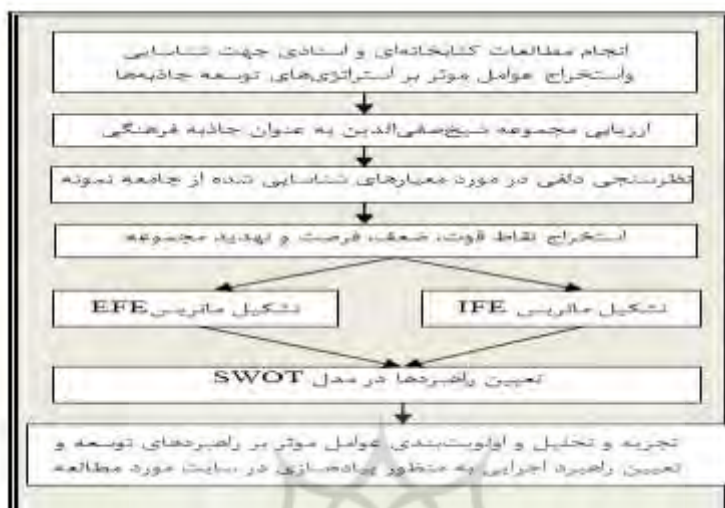 انجام مطالعات کتابخانه‌ای و اسنادی جهت شناسایی
واستخراج عوامل موثر بر استراتژی‌های توسعه جاذبه‌ها
ارزیابی مجموعه شیخ‌صفی‌الدین به عنوان جاذبه فرهنگی
نظرسنجی دلفی در مورد معیارهای شناسایی شده از جامعه نمونه
استخراج نقاط قوت، ضعف، فرصت و تهدید مجموعه
تشکیل ماتریس IFE
تشکیل ماتریس EFE
تعیین راهبردها در مدل SWOT
تجزیه و تحلیل و اولویت‌بندی عوامل موثر بر راهبردهای توسعه و
تعیین راهبرد اجرایی به منظور پیاده‌سازی در سایت مورد مطالعه